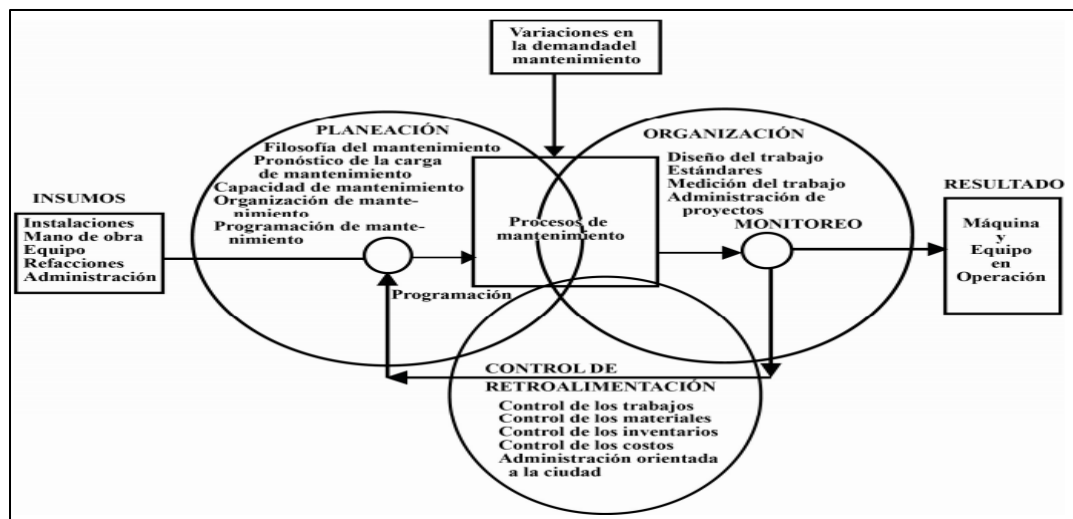 Variaciones en
la demandadel
mantenimiento
PLANEACIÓN
Filosofía del mantenimiento
Pronóstico de la carga
de mantenimiento
Capacidad de mantenimiento
Organización de mante-
nimiento
Programación de mante-
nimiento
Programación
ORGANIZACIÓN
Diseño del trabajo
Estándares
Medición del trabajo
Administración de
proyectos
MONITOREO
INSUMOS
Instalaciones
Mano de obra
Equipo
Refacciones
Administración
Procesos de
mantenimiento
RESULTADO
Máquina
y
Equipo
en
Operación
CONTROL DE
RETROALIMENTACIÓN
Control de los trabajos
Control de los materiales
Control de los inventarios
Control de los costos
Administración orientada
a la ciudad